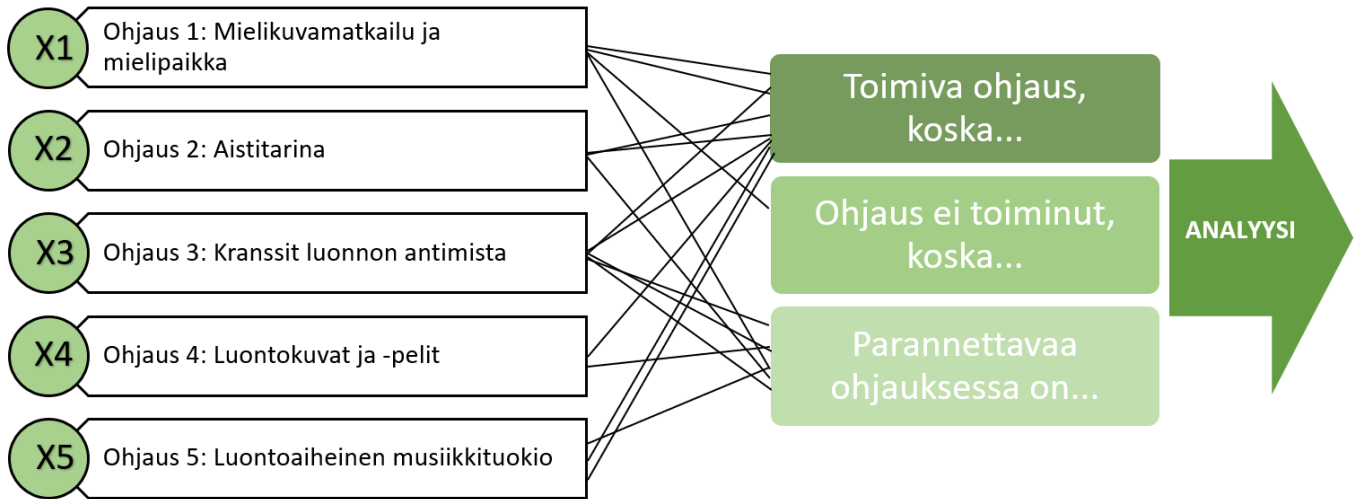 X1
Ohjaus 1: Mielikuvamatkailu ja
mielipaikka
X2
Ohjaus 2: Aistitarina
X3
Ohjaus 3: Kranssit luonnon antimista
X4
Ohjaus 4: Luontokuvat ja -pelit
X5
Ohjaus 5: Luontoaiheinen musiikkituokio
Toimiva ohjaus,
koska...
Ohjaus ei toiminut,
koska...
Parannettavaa
ohjauksessa on...
ANALYYSI